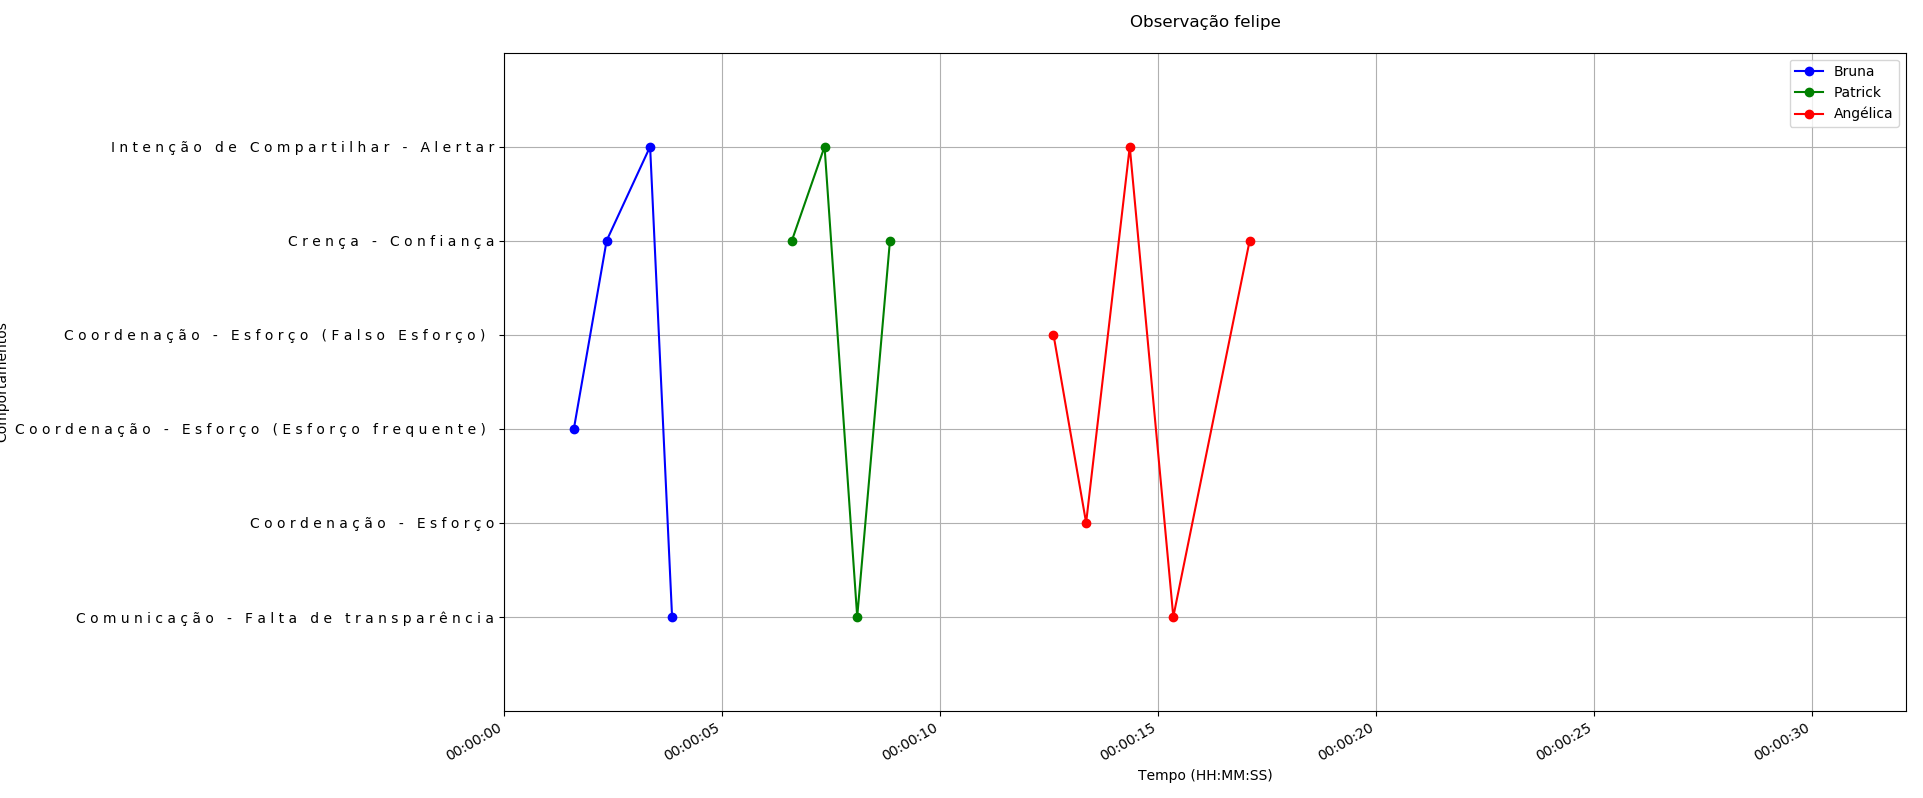 Observação felipe
Bruna
Patrick
Angélica
Intenção de Compartilhar - Alertar
Crença - Confiança
Coordenação - Esforço (Falso Esforço)
Coordenação - Esforço (Esforço frequente)
Coordenação - Esforço
Comunicação - Falta de transparência
Comportamentos
00:00:00
00:00:05
00:00:10
00:00:15
00:00:20
00:00:25
00:00:30
Tempo (HH:MM:SS)